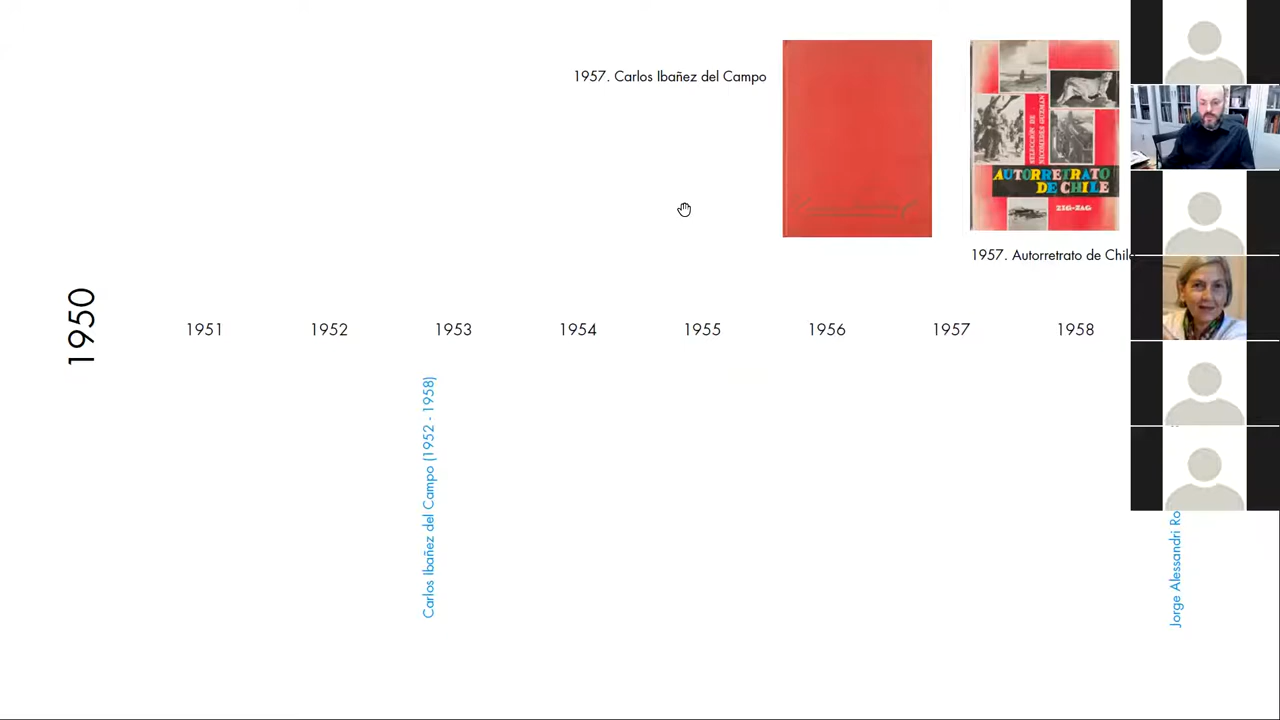 1957. Carlos Ibañez del Campo
SELECCIÓN DE
NICOMEDES GUZMÁN
AUTORRETRATO
DE CHILE
ZIG-ZAG
1957. Autorretrato de Chile
1950
1951
1952
1953
1954
1955
1956
1957
1958
Carlos Ibañez del Campo (1952 - 1958)
Jorge Alessandri Ro